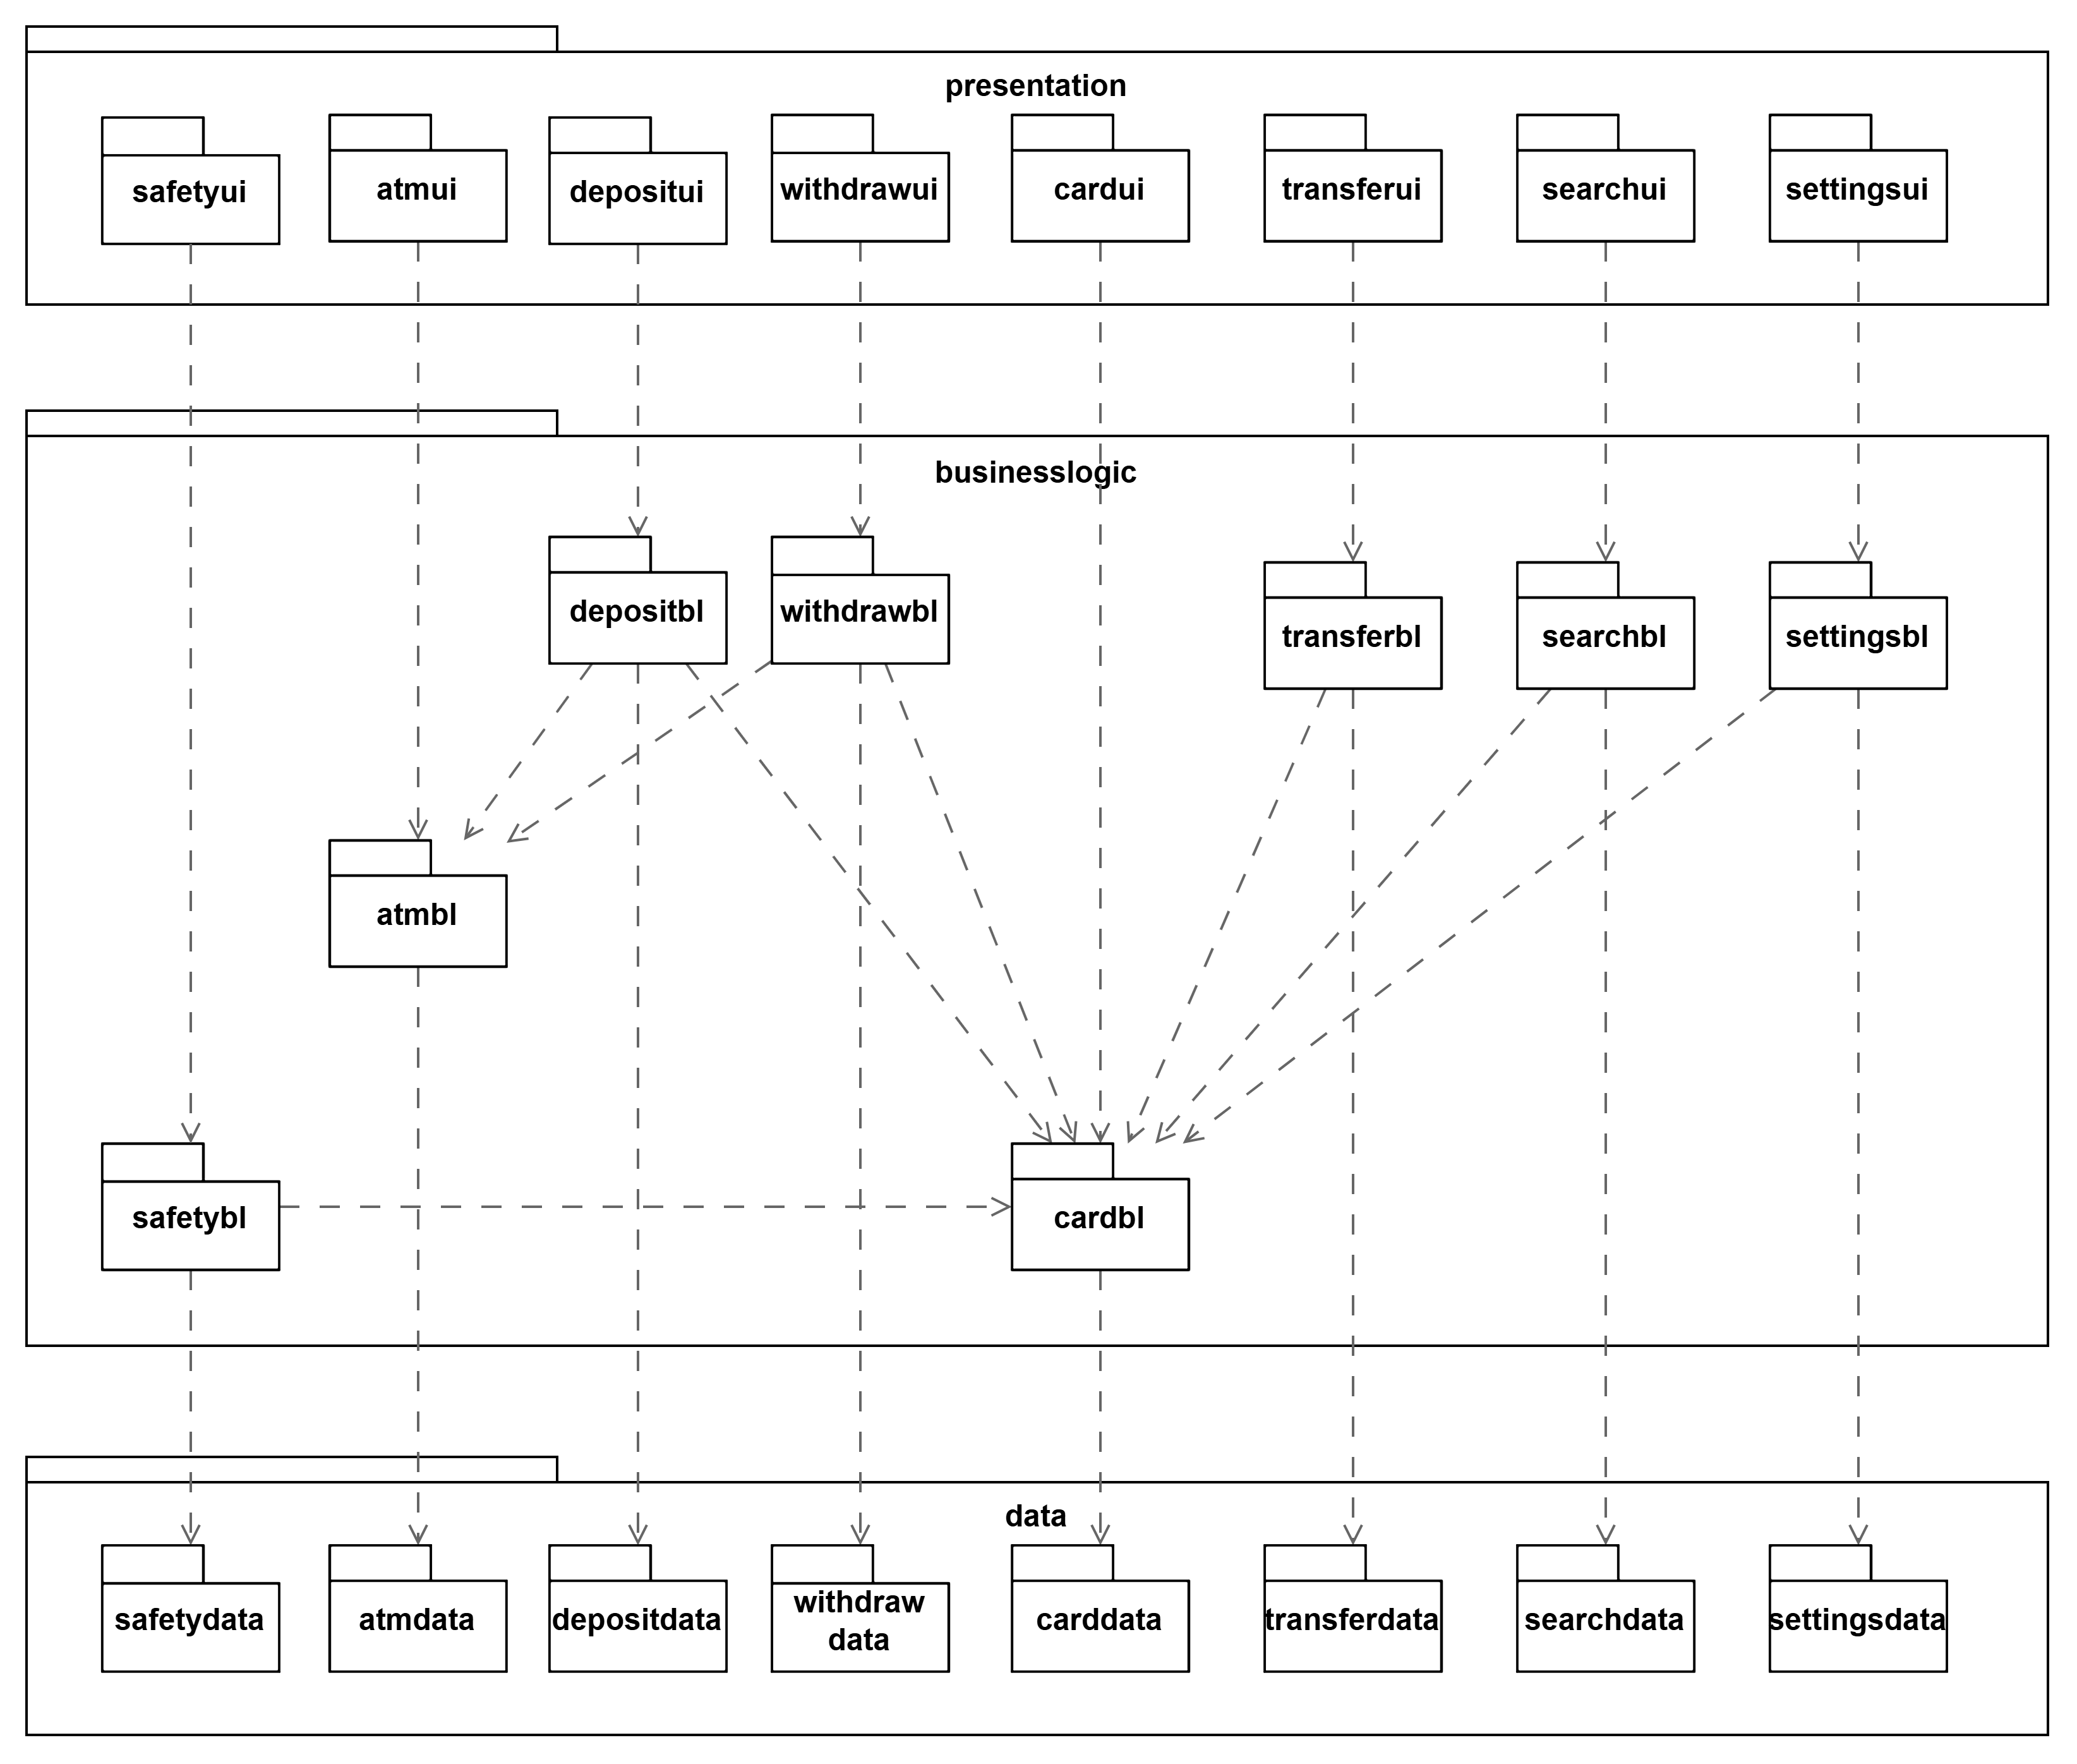 presentation
safetyui
atmui
depositui
withdrawui
cardui
transferui
searchui
settingsui
businesslogic
depositbl
withdrawbl
transferbl
searchbl
settingsbl
atmbl
safetybl
cardbl
data
safetydata
atmdata
depositdata
withdraw
data
carddata
transferdata
searchdata
settingsdata